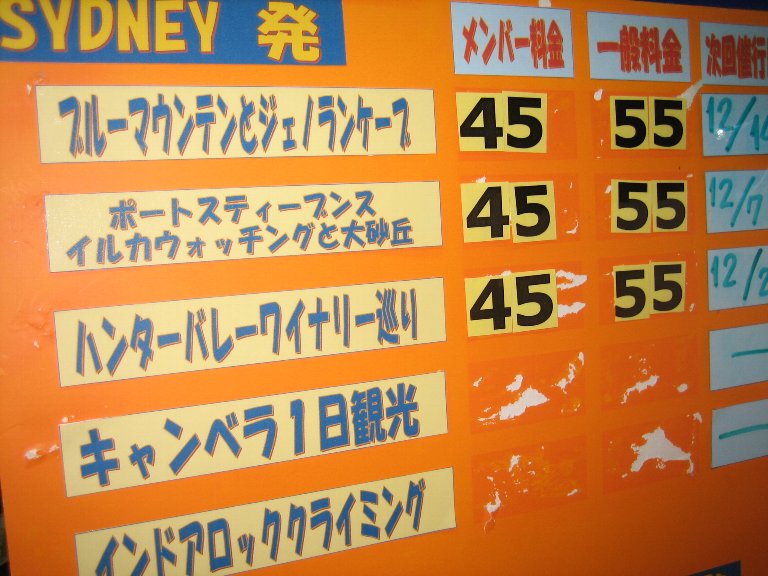 SYDNEY 発 メンバー料金 一般料金 次回催行
ブルーマウンテンとジェノランケーブ 45 55 12/14
ポートスティーブンス
イルカウォッチングと大砂丘 45 55 12/7
ハンターバレーワイナリー巡り 45 55 12/2
キャンベラ1日観光 —
インドアロッククライミング —